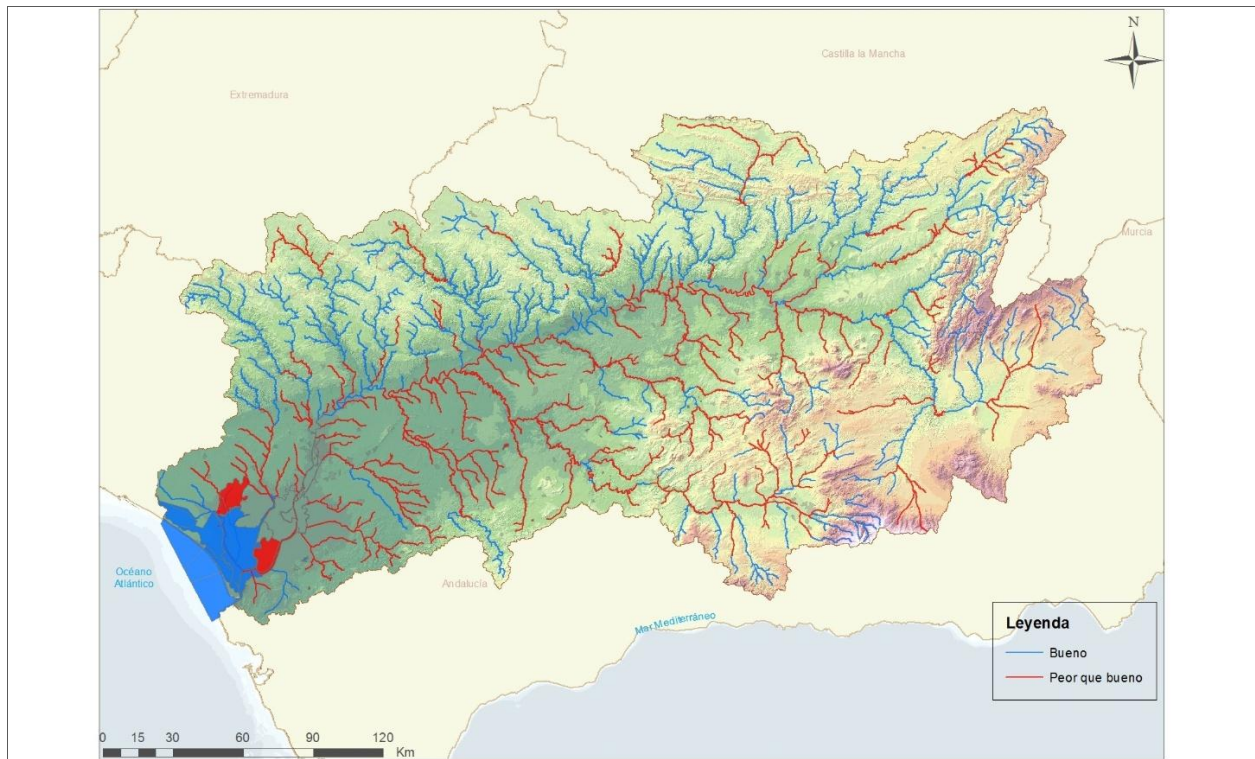 N
Castilla la Mancha
Extremadura
Murcia
Océano
Atlántico
Andalucía
Mar Mediterráneo
Leyenda
Bueno
Peor que bueno
0 15 30 60 90 120
Km